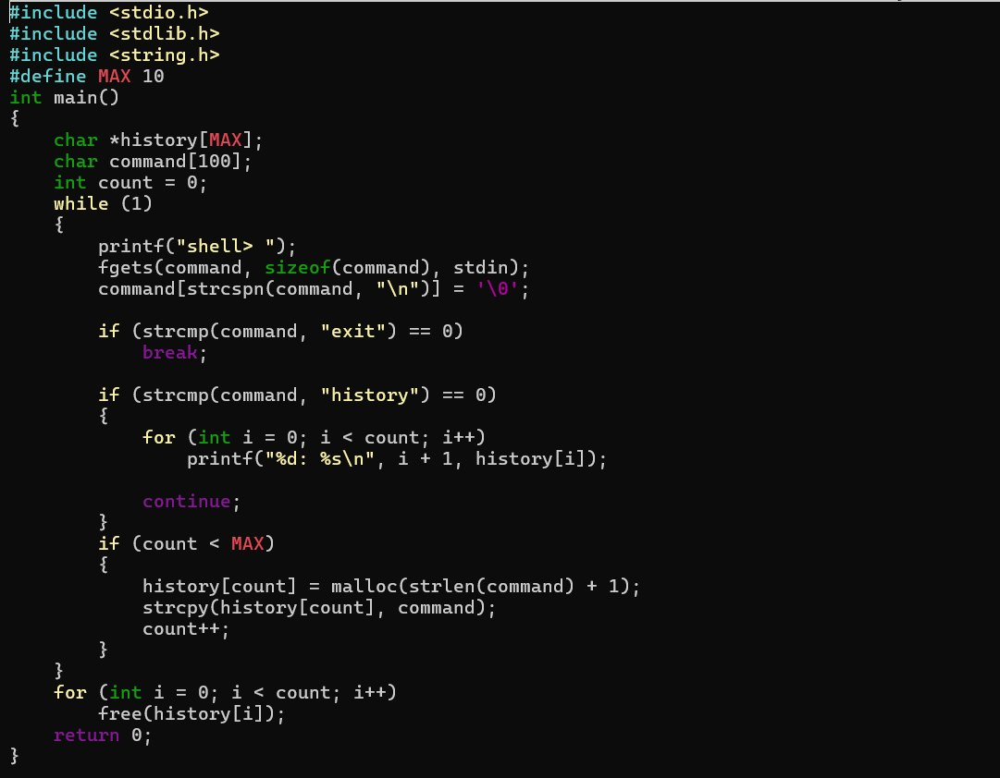 #include <stdio.h>
#include <stdlib.h>
#include <string.h>
#define MAX 10
int main()
{
    char *history[MAX];
    char command[100];
    int count = 0;
    while (1)
    {
        printf("shell> ");
        fgets(command, sizeof(command), stdin);
        command[strcspn(command, "\n")] = '\0';

        if (strcmp(command, "exit") == 0)
            break;

        if (strcmp(command, "history") == 0)
        {
            for (int i = 0; i < count; i++)
                printf("%d: %s\n", i + 1, history[i]);

            continue;
        }
        if (count < MAX)
        {
            history[count] = malloc(strlen(command) + 1);
            strcpy(history[count], command);
            count++;
        }
    }
    for (int i = 0; i < count; i++)
        free(history[i]);
    return 0;
}